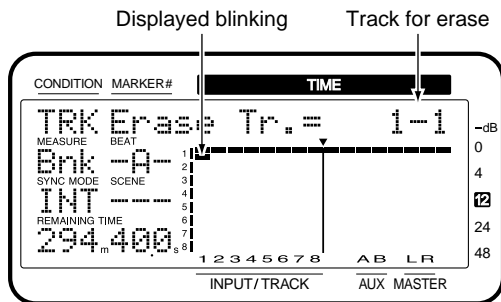 Displayed blinking Track for erase
CONDITION MARKER# TIME
TRK Erase Tr.= 1-1
MEASURE BEAT
Bnk -A-
SYNC MODE SCENE
INT ---
REMAINING TIME
294m40.0s
1
2
3
4
5
6
7
8
1 2 3 4 5 6 7 8 A B L R
INPUT/TRACK AUX MASTER
-dB
0
4
12
24
48